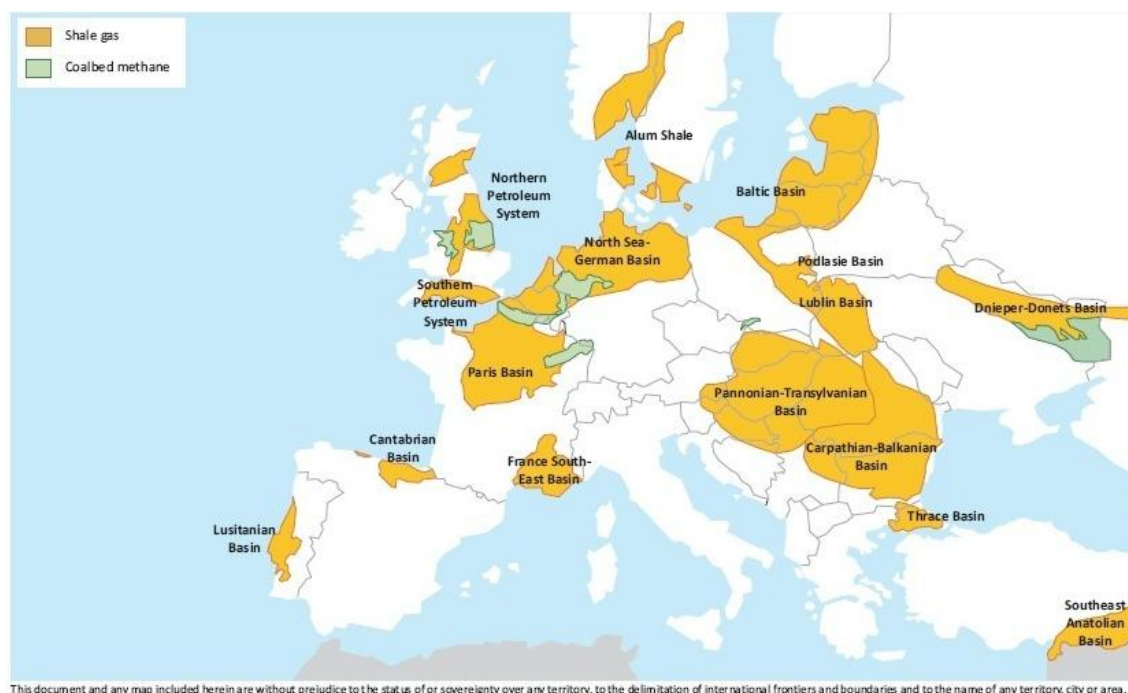 Shale gas
Coalbed methane
Alum Shale
Northern
Petroleum
System
Baltic Basin
North Sea-
German Basin
Podlasie Basin
Southern
Petroleum
System
Lublin Basin
Dnieper-Donets Basin
Paris Basin
Pannonian-Transylvanian
Basin
Cantabrian
Basin
France South-
East Basin
Carpathian-Balkanian
Basin
Lusitanian
Basin
Thrace Basin
Southeast
Anatolian
Basin
This document and any map included herein are without prejudice to the status of or sovereignty over any territory, to the delimitation of international frontiers and boundaries and to the name of any territory, city or area.